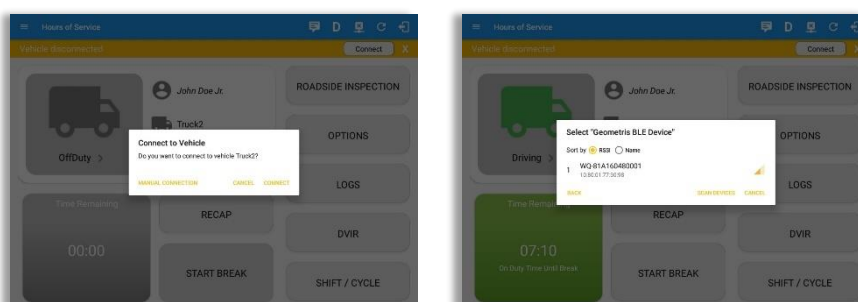 Hours of Service
D
Vehicle disconnected
Connect
X
John Doe Jr.
Truck2
OffDuty >
Connect to Vehicle
Do you want to connect to vehicle Truck2?
MANUAL CONNECTION
CANCEL
CONNECT
ROADSIDE INSPECTION
OPTIONS
LOGS
DVIR
SHIFT / CYCLE
Time Remaining
00:00
RECAP
START BREAK
Hours of Service
D
Vehicle disconnected
Connect
X
John Doe Jr.
Driving >
Select "Geometris BLE Device"
Sort by RSSI Name
1 WQ-81A160480001
BACK
SCAN DEVICES
CANCEL
ROADSIDE INSPECTION
OPTIONS
LOGS
DVIR
SHIFT / CYCLE
Time
07:10
On Duty Time Until Break
RECAP
START BREAK